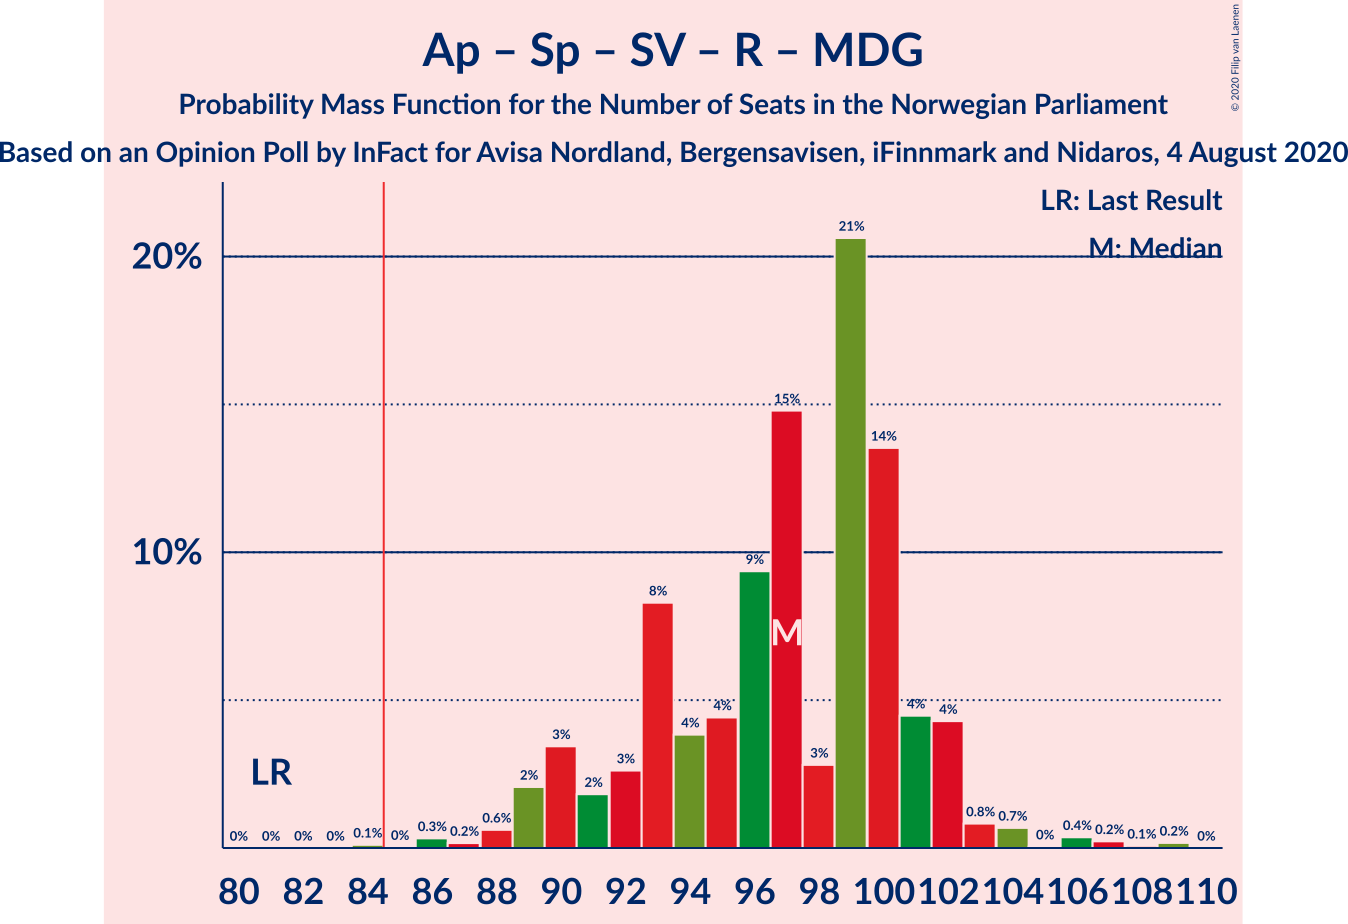 Ap – Sp – SV – R – MDG
Probability Mass Function for the Number of Seats in the Norwegian Parliament
Based on an Opinion Poll by InFact for Avisa Nordland, Bergensavisen, iFinnmark and Nidaros, 4 August 2020
© 2020 Filip van Laenen
LR: Last Result
M: Median
20%
10%
21%
15%
14%
9%
8%
4%
4%
4%
4%
3%
3%
3%
2%
2%
M
LR
0% 0% 0% 0% 0.1% 0% 0.3% 0.2% 0.6%
0.8% 0.7% 0% 0.4% 0.2% 0.1% 0.2% 0%
80 82 84 86 88 90 92 94 96 98 100 102 104 106 108 110